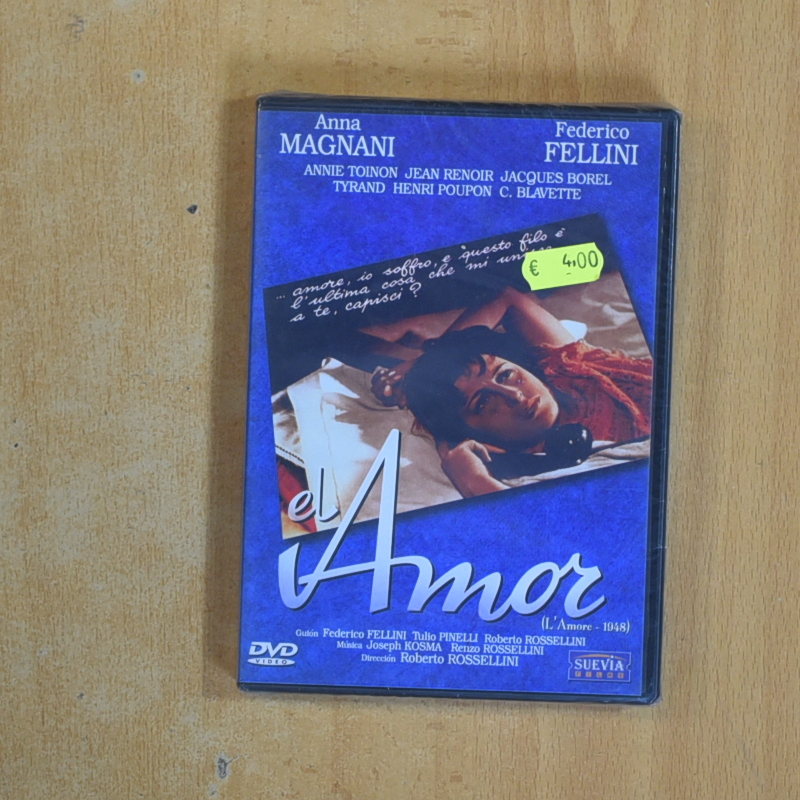 Anna
MAGNANI
Federico
FELLINI
ANNIE TOINON JEAN RENOIR JACQUES BOREL
TYRAND HENRI POUPON C. BLAVETTE
... amore, io soffro, e questo filo è
l'ultima cosa che mi
a te, capisci?
€ 4,00
el
Amor
(L'Amore - 1948)
Guión Federico FELLINI Tulio PINELLI Roberto ROSSELLINI
Música Joseph KOSMA Renzo ROSSELLINI
Dirección Roberto ROSSELLINI
DVD
VIDEO
SUEVIA
FILMS